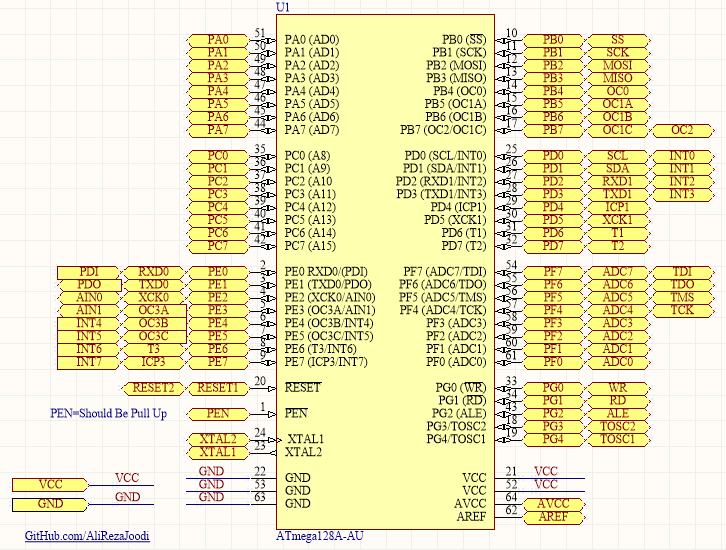 U1
PA0 51 PA0 (AD0) PB0 (SS) 10 PB0 SS
PA1 50 PA1 (AD1) PB1 (SCK) 11 PB1 SCK
PA2 49 PA2 (AD2) PB2 (MOSI) 12 PB2 MOSI
PA3 48 PA3 (AD3) PB3 (MISO) 13 PB3 MISO
PA4 47 PA4 (AD4) PB4 (OC0) 14 PB4 OC0
PA5 46 PA5 (AD5) PB5 (OC1A) 15 PB5 OC1A
PA6 45 PA6 (AD6) PB6 (OC1B) 16 PB6 OC1B
PA7 44 PA7 (AD7) PB7 (OC2/OC1C) 17 PB7 OC1C OC2
PC0 35 PC0 (A8) PD0 (SCL/INT0) 25 PD0 SCL INT0
PC1 36 PC1 (A9) PD1 (SDA/INT1) 26 PD1 SDA INT1
PC2 37 PC2 (A10 PD2 (RXD1/INT2) 27 PD2 RXD1 INT2
PC3 38 PC3 (A11) PD3 (TXD1/INT3) 28 PD3 TXD1 INT3
PC4 39 PC4 (A12) PD4 (ICP1) 29 PD4 ICP1
PC5 40 PC5 (A13) PD5 (XCK1) 30 PD5 XCK1
PC6 41 PC6 (A14) PD6 (T1) 31 PD6 T1
PC7 42 PC7 (A15) PD7 (T2) 32 PD7 T2
PDI RXD0 PE0 2 PE0 RXD0/(PDI) PF7 (ADC7/TDI) 54 PF7 ADC7 TDI
PDO TXD0 PE1 3 PE1 (TXD0/PDO) PF6 (ADC6/TDO) 55 PF6 ADC6 TDO
AIN0 XCK0 PE2 4 PE2 (XCK0/AIN0) PF5 (ADC5/TMS) 56 PF5 ADC5 TMS
AIN1 OC3A PE3 5 PE3 (OC3A/AIN1) PF4 (ADC4/TCK) 57 PF4 ADC4 TCK
INT4 OC3B PE4 6 PE4 (OC3B/INT4) PF3 (ADC3) 58 PF3 ADC3
INT5 OC3C PE5 7 PE5 (OC3C/INT5) PF2 (ADC2) 59 PF2 ADC2
INT6 T3 PE6 8 PE6 (T3/INT6) PF1 (ADC1) 60 PF1 ADC1
INT7 ICP3 PE7 9 PE7 (ICP3/INT7) PF0 (ADC0) 61 PF0 ADC0
RESET2 RESET1 20 RESET PG0 (WR) 33 PG0 WR
PG1 (RD) 34 PG1 RD
PEN=Should Be Pull Up PEN 1 PEN PG2 (ALE) 43 PG2 ALE
PG3/TOSC2 18 PG3 TOSC2
XTAL2 24 XTAL1 PG4/TOSC1 19 PG4 TOSC1
XTAL1 23 XTAL2
VCC VCC GND 22 GND VCC 21 VCC
GND 53 GND VCC 52 VCC
GND GND GND 63 GND AVCC 64 AVCC
AREF 62 AREF
GitHub.com/AliRezaJoodi ATmega128A-AU